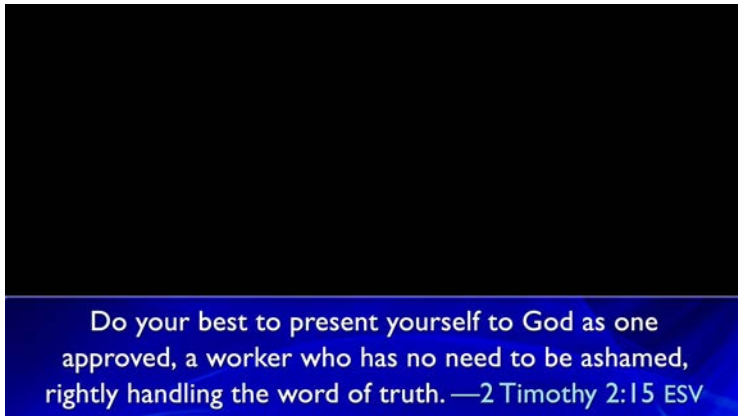 Do your best to present yourself to God as one
approved, a worker who has no need to be ashamed,
rightly handling the word of truth. —2 Timothy 2:15 ESV